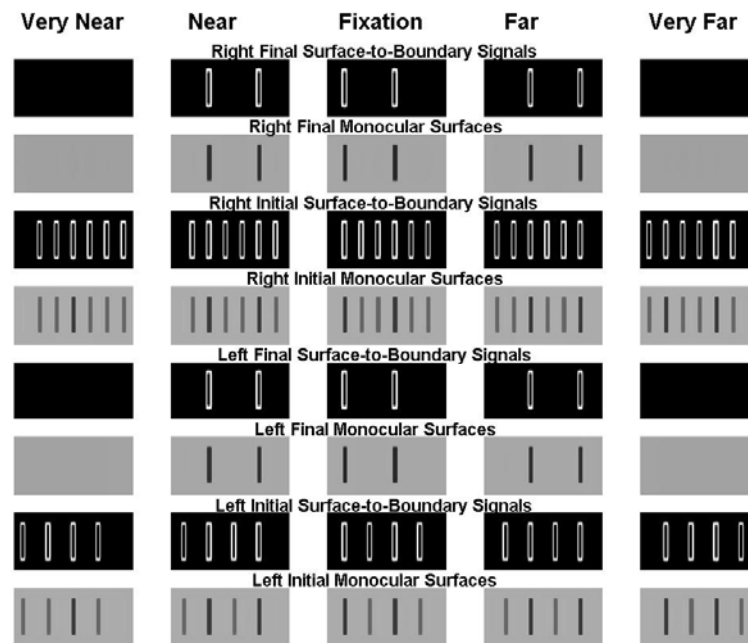 Very Near Near Fixation Far Very Far
Right Final Surface-to-Boundary Signals
Right Final Monocular Surfaces
Right Initial Surface-to-Boundary Signals
Right Initial Monocular Surfaces
Left Final Surface-to-Boundary Signals
Left Final Monocular Surfaces
Left Initial Surface-to-Boundary Signals
Left Initial Monocular Surfaces